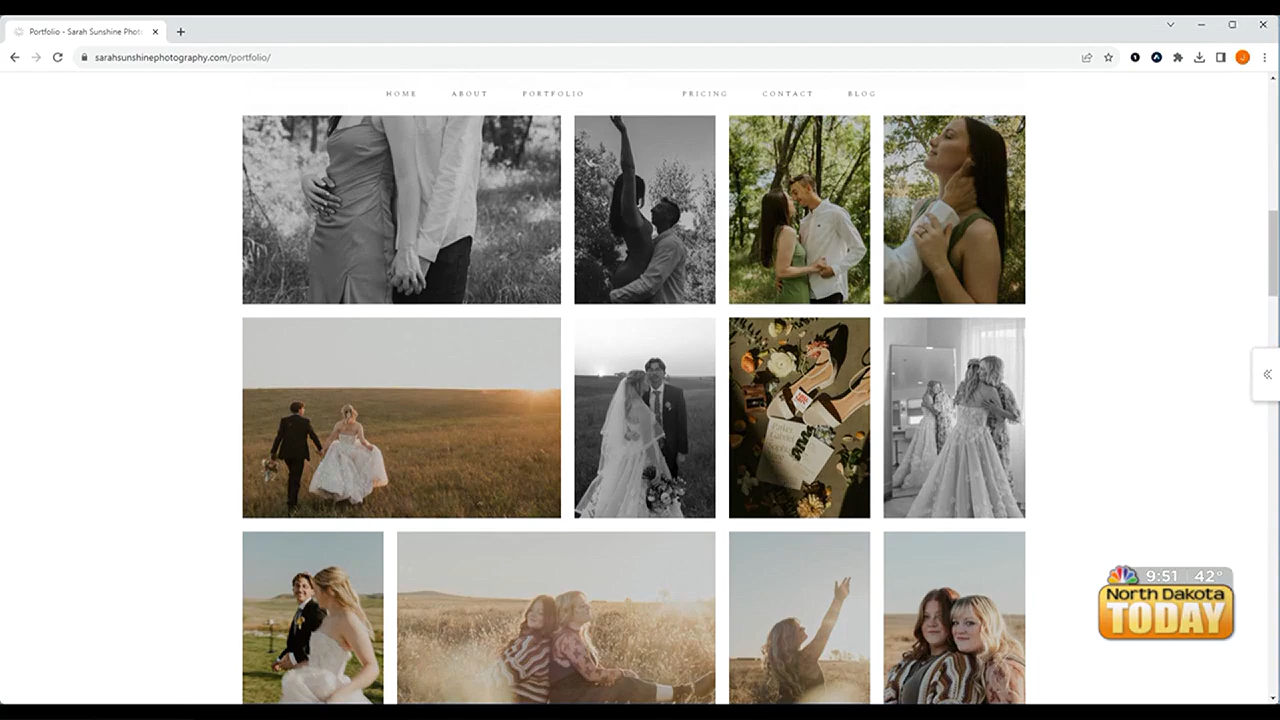 Portfolio - Sarah Sunshine Phot
sarahsunshinephotography.com/portfolio/
HOME ABOUT PORTFOLIO PRICING CONTACT BLOG
9:51 42°
North Dakota
TODAY